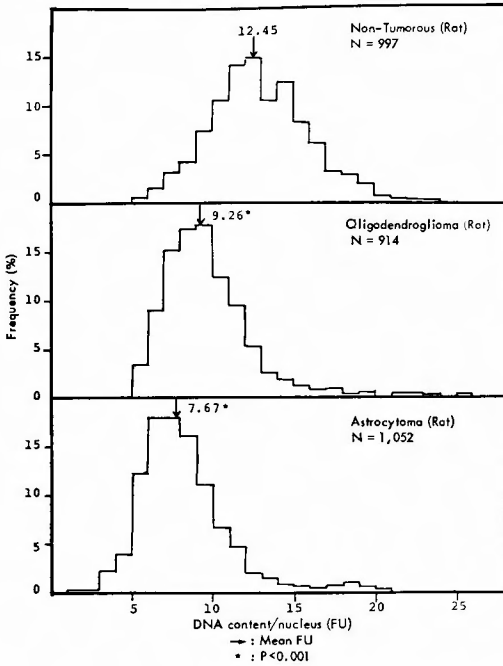 12.45
Non-Tumorous (Rat)
N = 997
15
10
5
0
9.26*
Oligodendroglioma (Rat)
N = 914
15
10
5
0
Frequency (%)
7.67*
Astrocytoma (Rat)
N = 1,052
15
10
5
0
5 10 15 20 25
DNA content/nucleus (FU)
→ : Mean FU
* : P<0.001